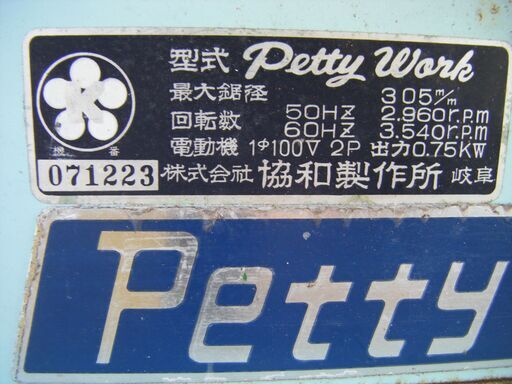 K
機番
071223
型式 Petty Work
最大鋸径 305m/m
回転数 50HZ 2.960r.p.m
60HZ 3.540r.p.m
電動機 1φ100V 2P 出力0.75KW
株式会社 協和製作所 岐阜
Petty